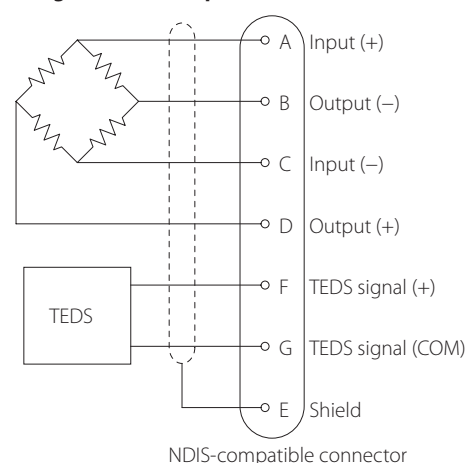 A Input (+)
B Output (−)
C Input (−)
D Output (+)
F TEDS signal (+)
TEDS
G TEDS signal (COM)
E Shield
NDIS-compatible connector